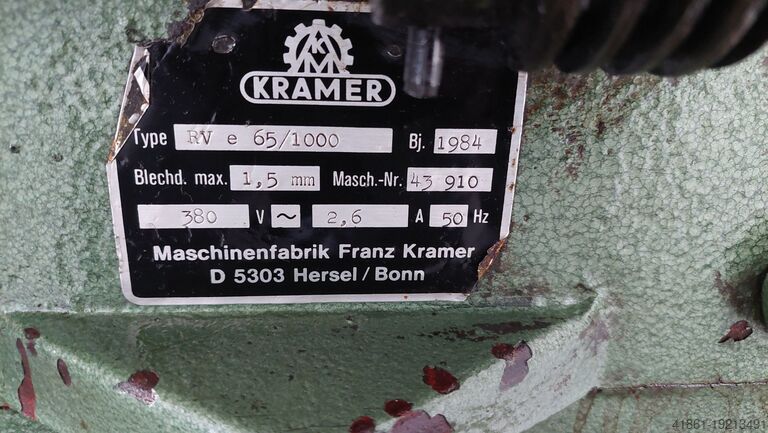 KRAMER
Type RV e 65/1000 Bj. 1984
Blechd. max. 1,5 mm Masch.-Nr. 43 910
380 V ~ 2,6 A 50 Hz
Maschinenfabrik Franz Kramer
D 5303 Hersel/Bonn
41861-19213491